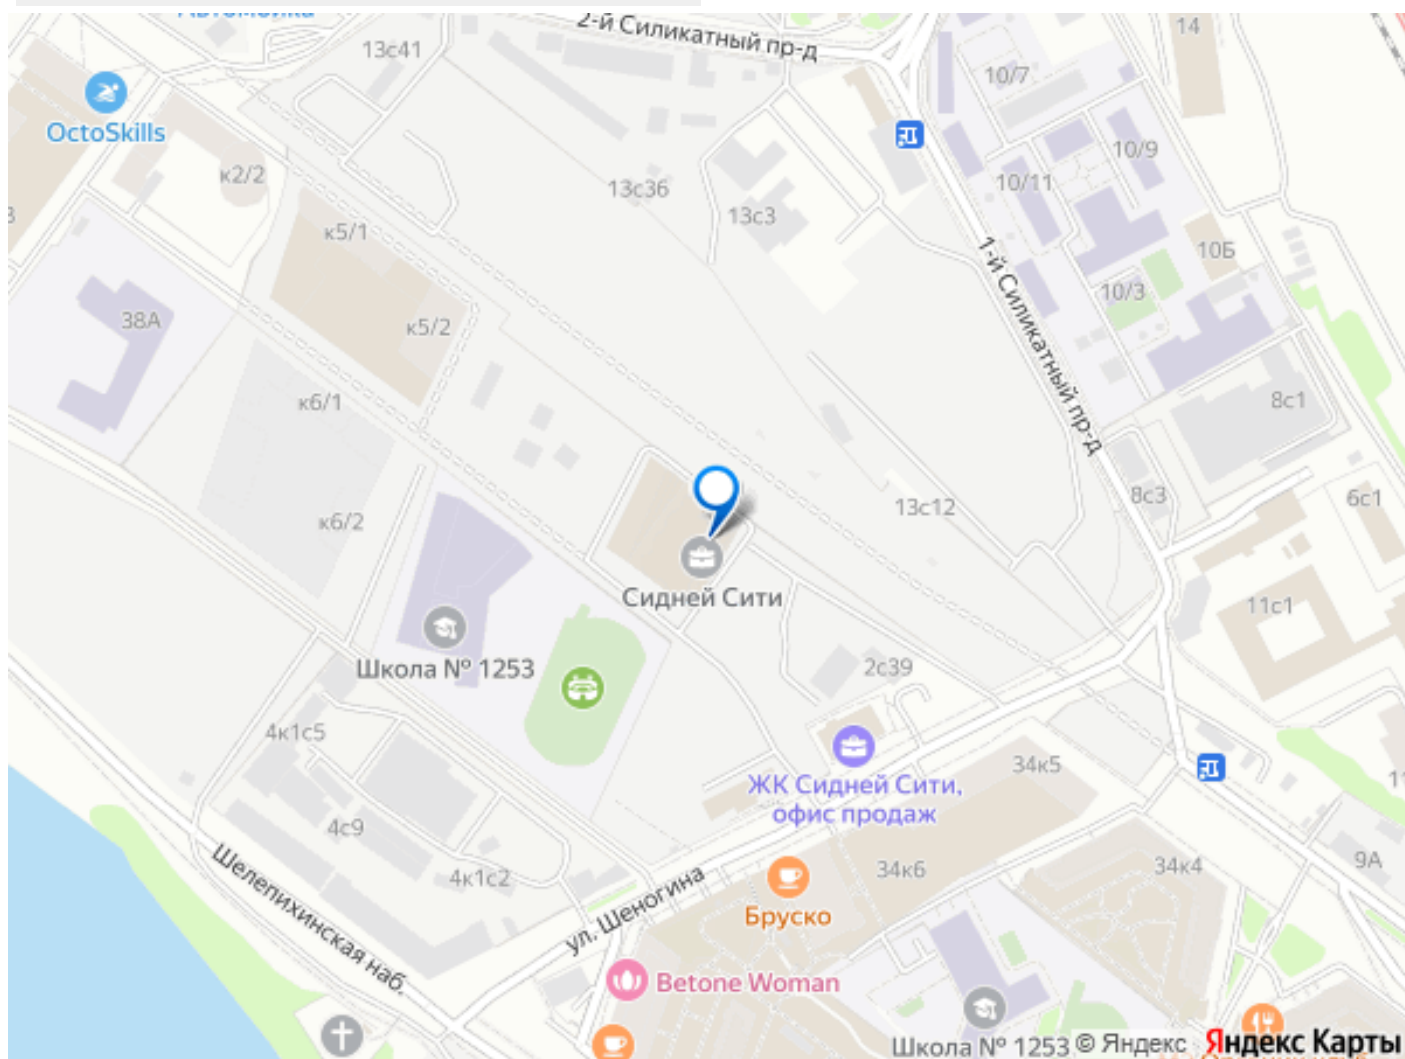 Автомойка
2-й Силикатный пр-д
14
13с41
10/7
OctoSkills
10/9
к2/2
13с36
10/11
13с3
к5/1
10Б
1-й Силикатный пр-д
10/3
38А
к5/2
к6/1
8с1
8с3
6с1
13с12
к6/2
Сидней Сити
11с1
Школа № 1253
2с39
4к1с5
34к5
ЖК Сидней Сити,
офис продаж
4с9
9А
34к6
34к4
4к1с2
Шелепихинская наб.
ул. Шеногина
Бруско
Betone Woman
Школа № 1253
© Яндекс
Яндекс Карты